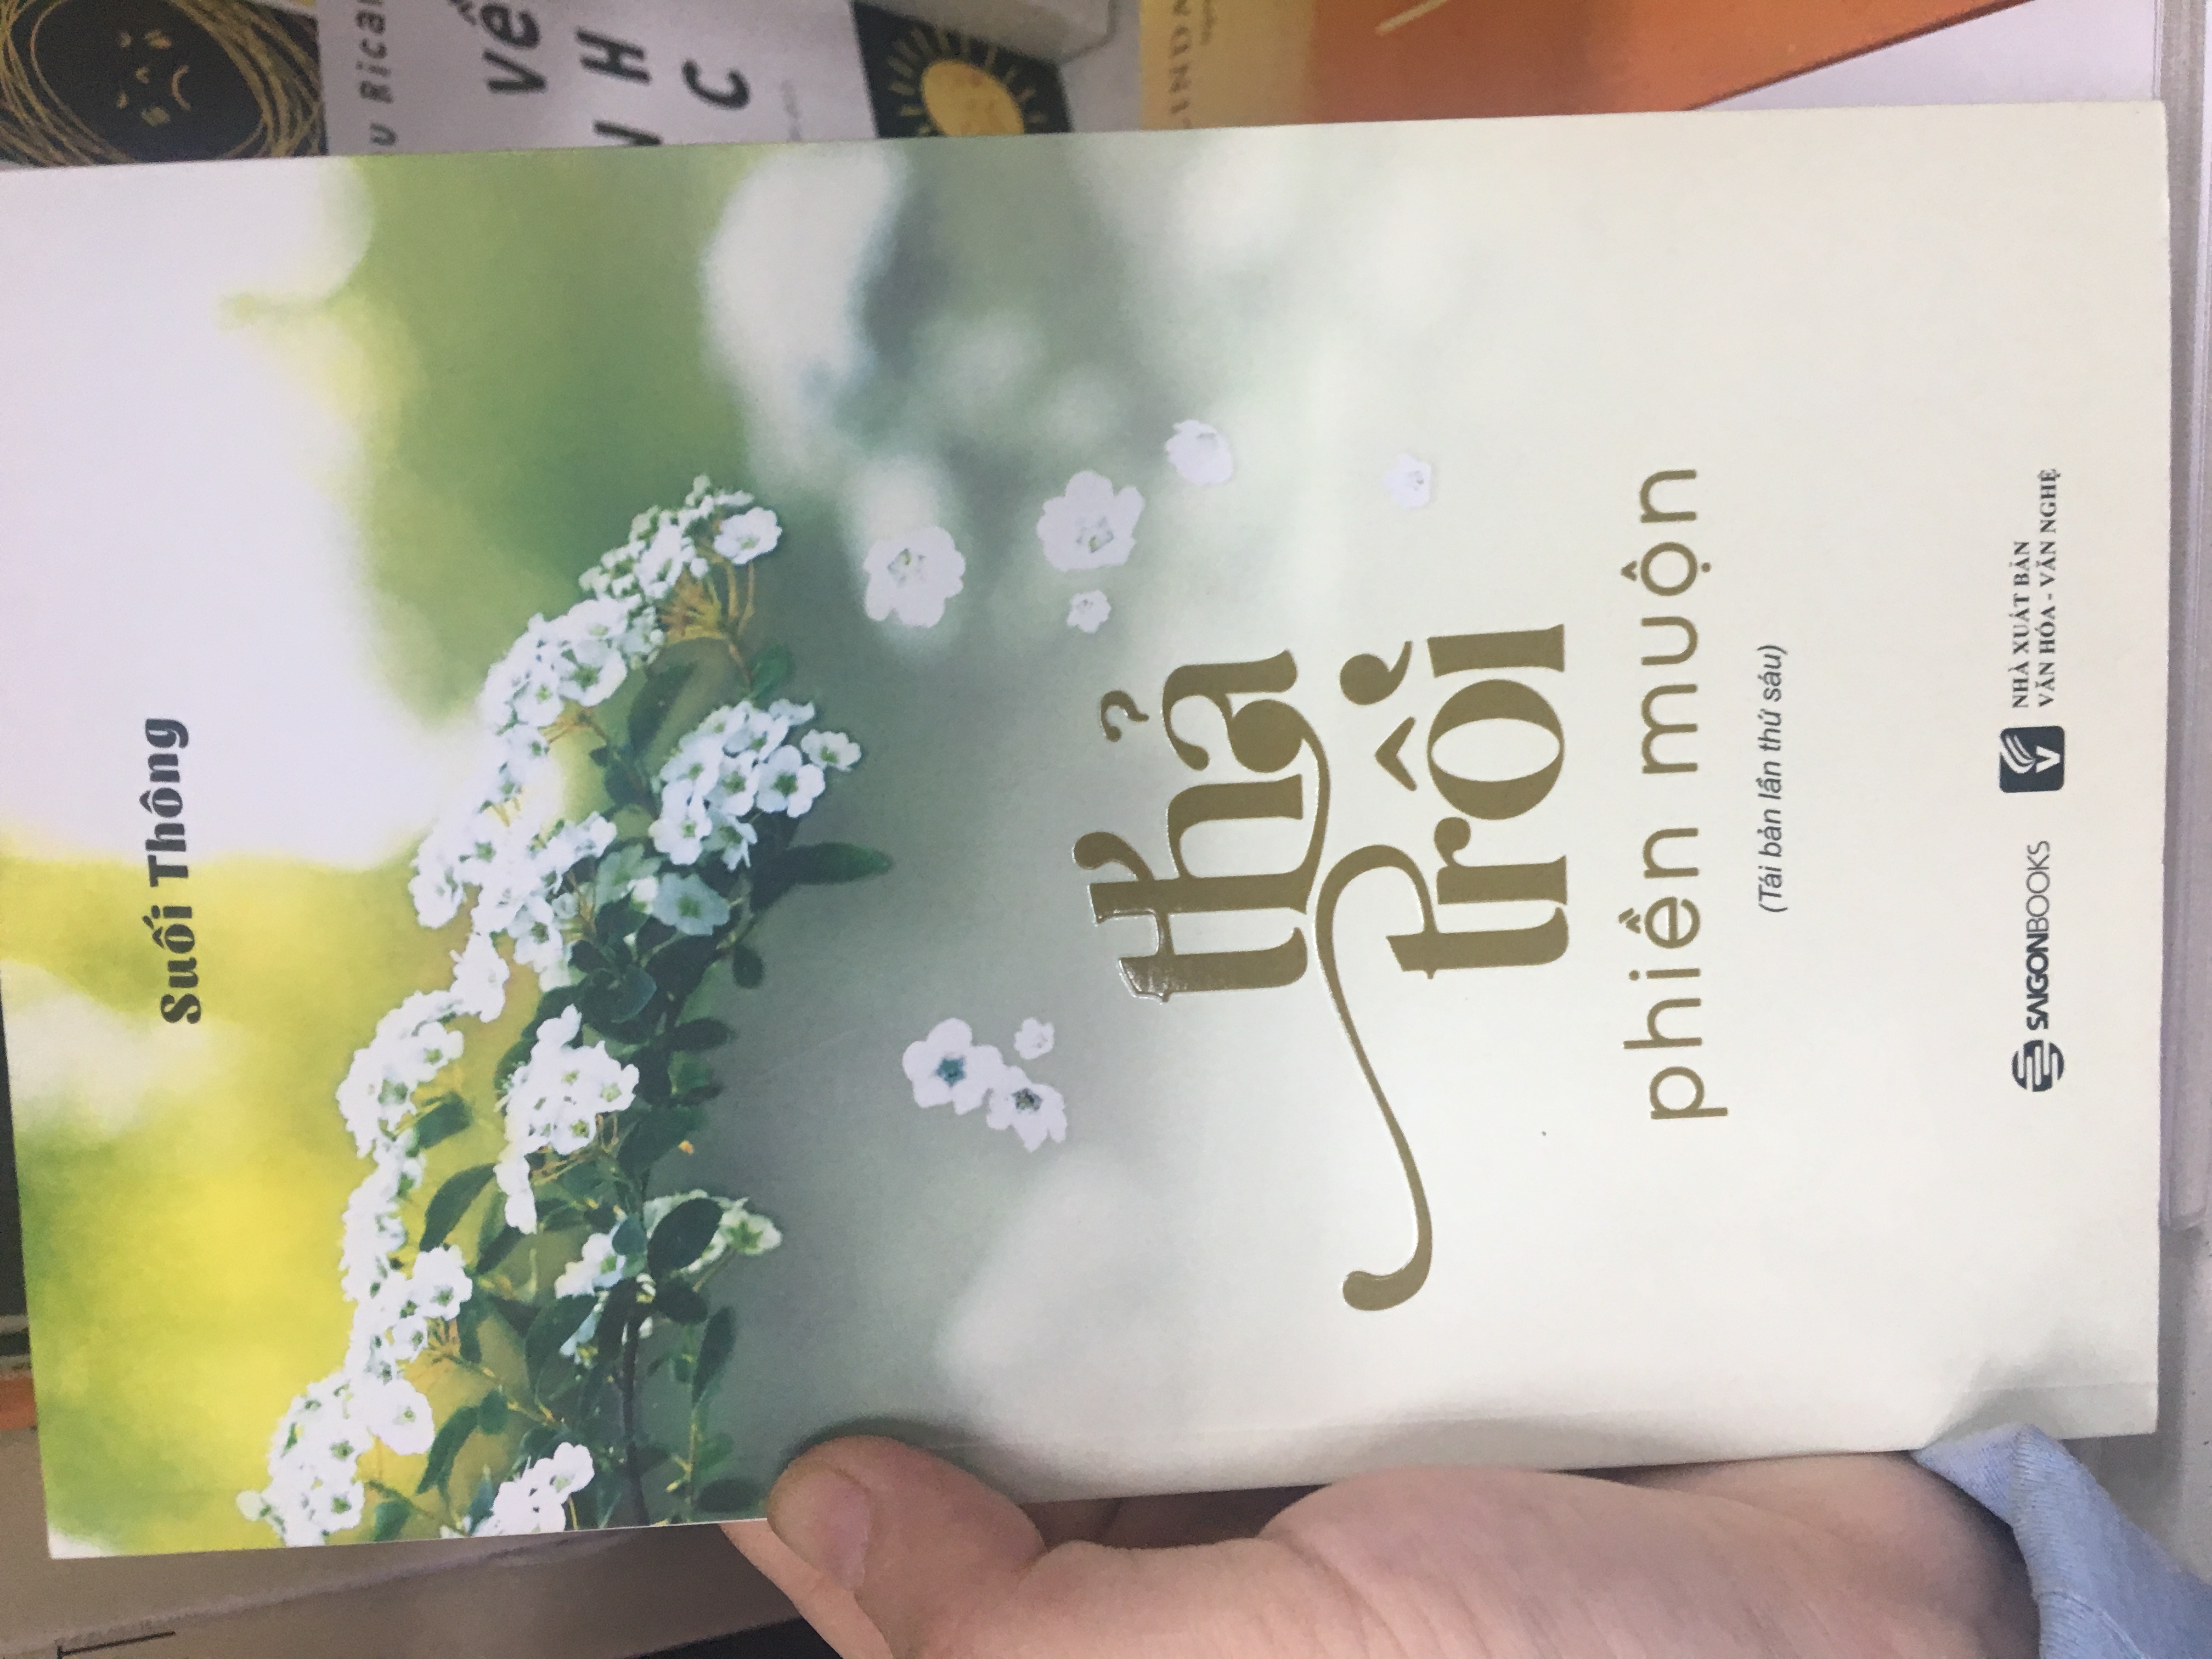 Suối Thông
thả
trôi
phiền muộn
(Tái bản lần thứ sáu)
SAIGONBOOKS
NHÀ XUẤT BẢN
VĂN HÓA - VĂN NGHỆ
về
H
C